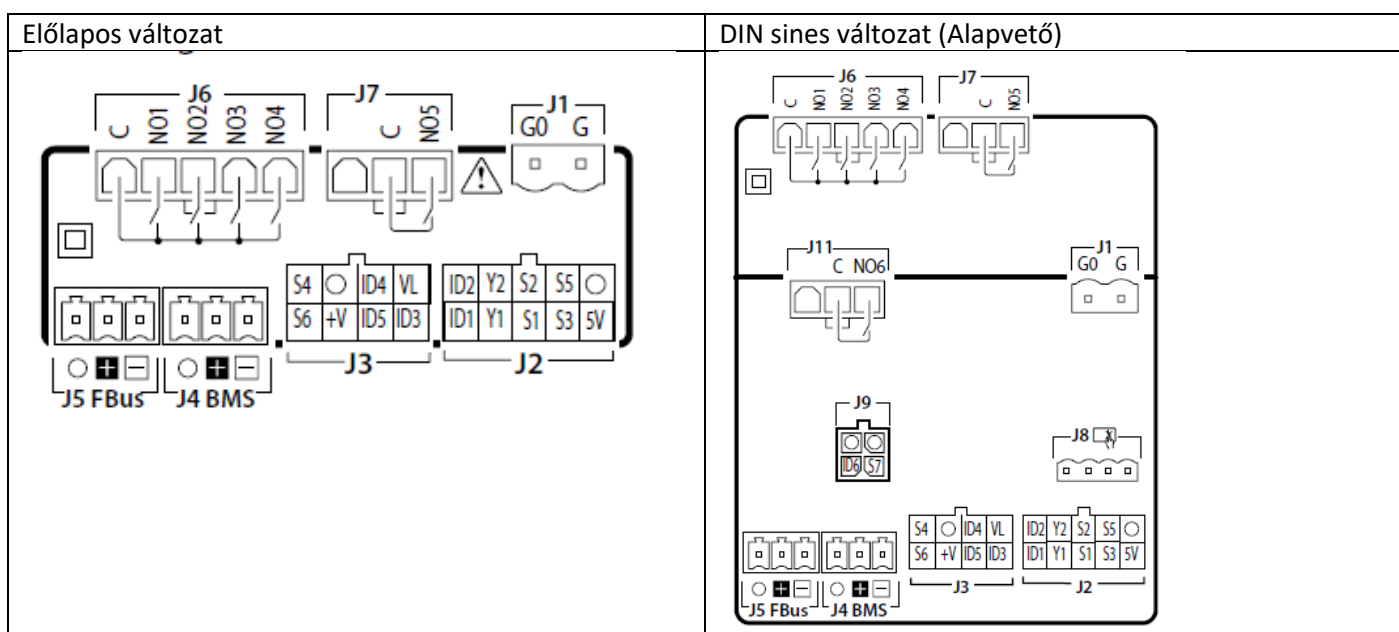 Előlapos változat
J6
J7
J1
C NO1 NO2 NO3 NO4
C NO5
G0 G
S4 ID4 VL
S6 +V ID5 ID3
ID2 Y2 S2 S5
ID1 Y1 S1 S3 5V
J3
J2
J5 FBus
J4 BMS
DIN sines változat (Alapvető)
J6
J7
C NO1 NO2 NO3 NO4
C NO5
J11
C NO6
J1
G0 G
J9
ID6 S7
J8
S4 ID4 VL
S6 +V ID5 ID3
ID2 Y2 S2 S5
ID1 Y1 S1 S3 5V
J3
J2
J5 FBus
J4 BMS